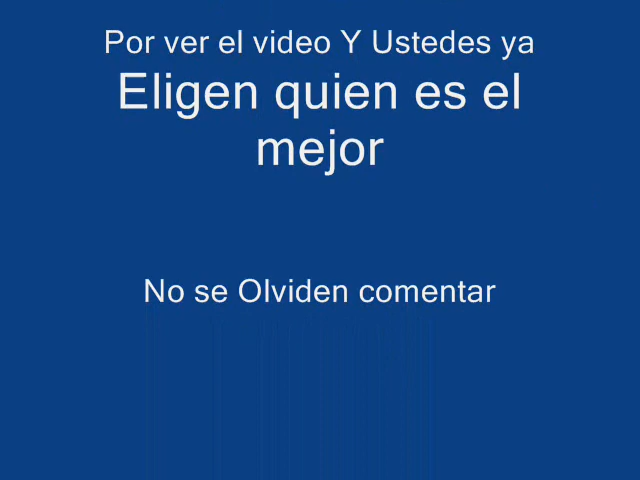 Por ver el video Y Ustedes ya
Eligen quien es el
mejor
No se Olviden comentar